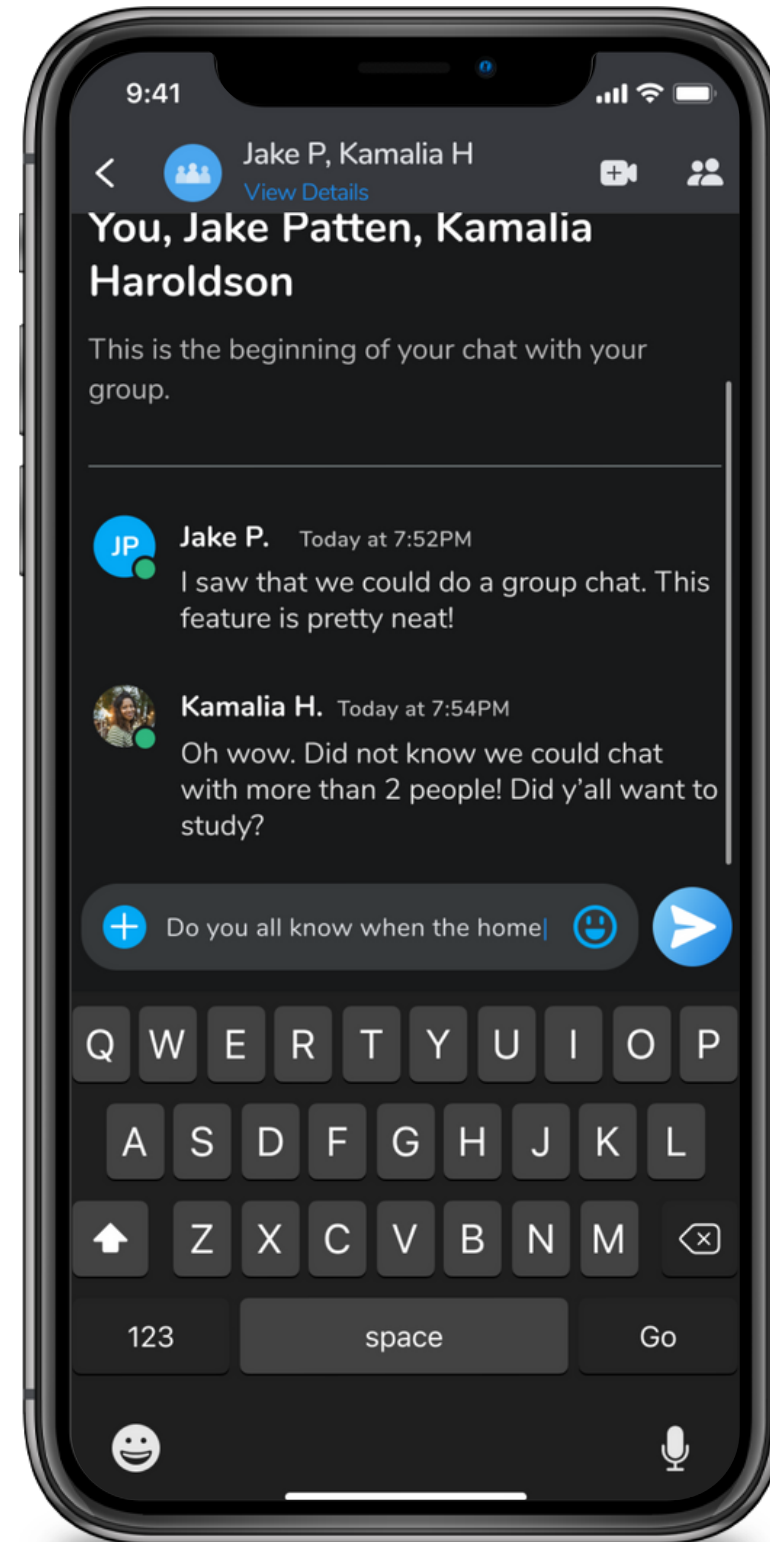 9:41
Jake P, Kamalia H
View Details
You, Jake Patten, Kamalia
Haroldson
This is the beginning of your chat with your
group.
JP
Jake P. Today at 7:52PM
I saw that we could do a group chat. This
feature is pretty neat!
Kamalia H. Today at 7:54PM
Oh wow. Did not know we could chat
with more than 2 people! Did y’all want to
study?
Do you all know when the home
Q W E R T Y U I O P
A S D F G H J K L
Z X C V B N M
123 space Go